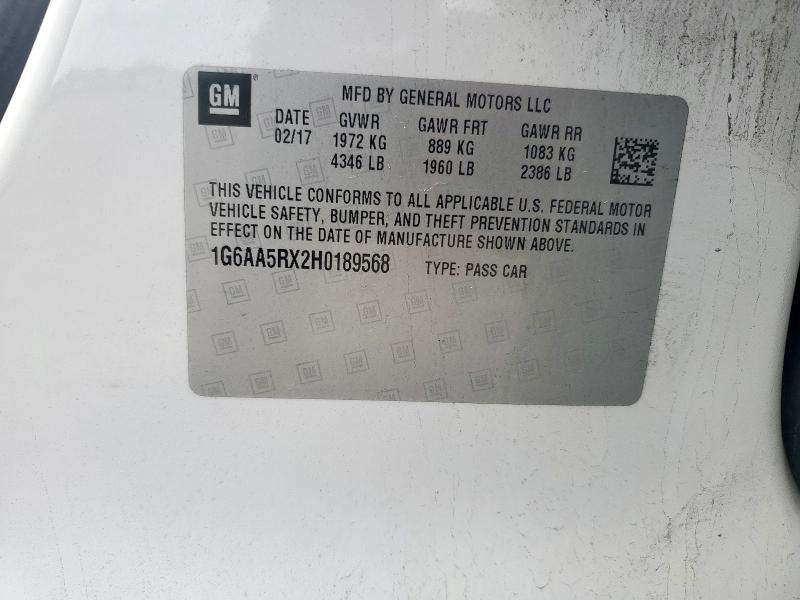 GM ® MFD BY GENERAL MOTORS LLC
DATE GVWR GAWR FRT GAWR RR
02/17 1972 KG 889 KG 1083 KG
4346 LB 1960 LB 2386 LB
THIS VEHICLE CONFORMS TO ALL APPLICABLE U.S. FEDERAL MOTOR
VEHICLE SAFETY, BUMPER, AND THEFT PREVENTION STANDARDS IN
EFFECT ON THE DATE OF MANUFACTURE SHOWN ABOVE.
1G6AA5RX2H0189568 TYPE: PASS CAR